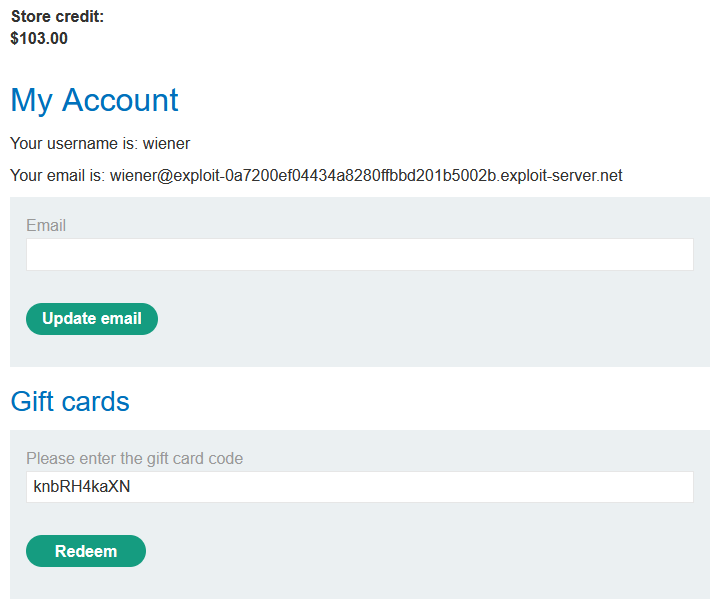 Store credit:
$103.00
My Account
Your username is: wiener
Your email is: wiener@exploit-0a7200ef04434a8280ffbbd201b5002b.exploit-server.net
Email
Update email
Gift cards
Please enter the gift card code
knbRH4kaXN
Redeem